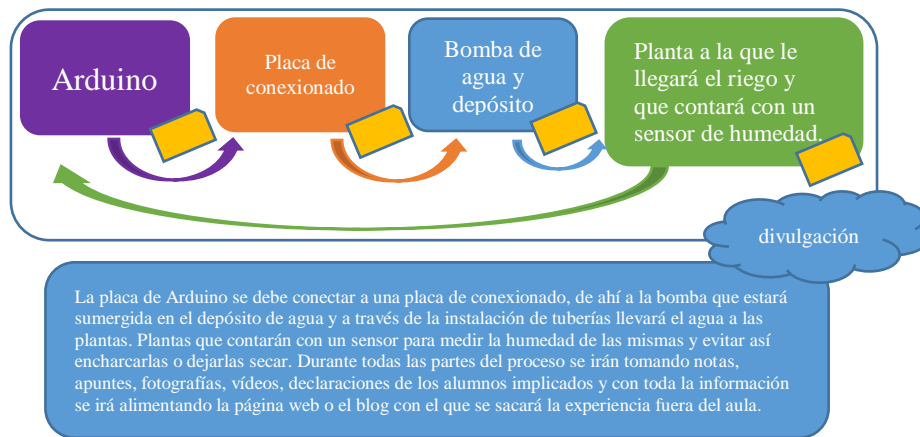 Arduino
Placa de
conexionado
Bomba de
agua y
depósito
Planta a la que le
llegará el riego y
que contará con un
sensor de humedad.
divulgación
La placa de Arduino se debe conectar a una placa de conexionado, de ahí a la bomba que estará
sumergida en el depósito de agua y a través de la instalación de tuberías llevará el agua a las
plantas. Plantas que contarán con un sensor para medir la humedad de las mismas y evitar así
encharcarlas o dejarlas secar. Durante todas las partes del proceso se irán tomando notas,
apuntes, fotografías, vídeos, declaraciones de los alumnos implicados y con toda la información
se irá alimentando la página web o el blog con el que se sacará la experiencia fuera del aula.